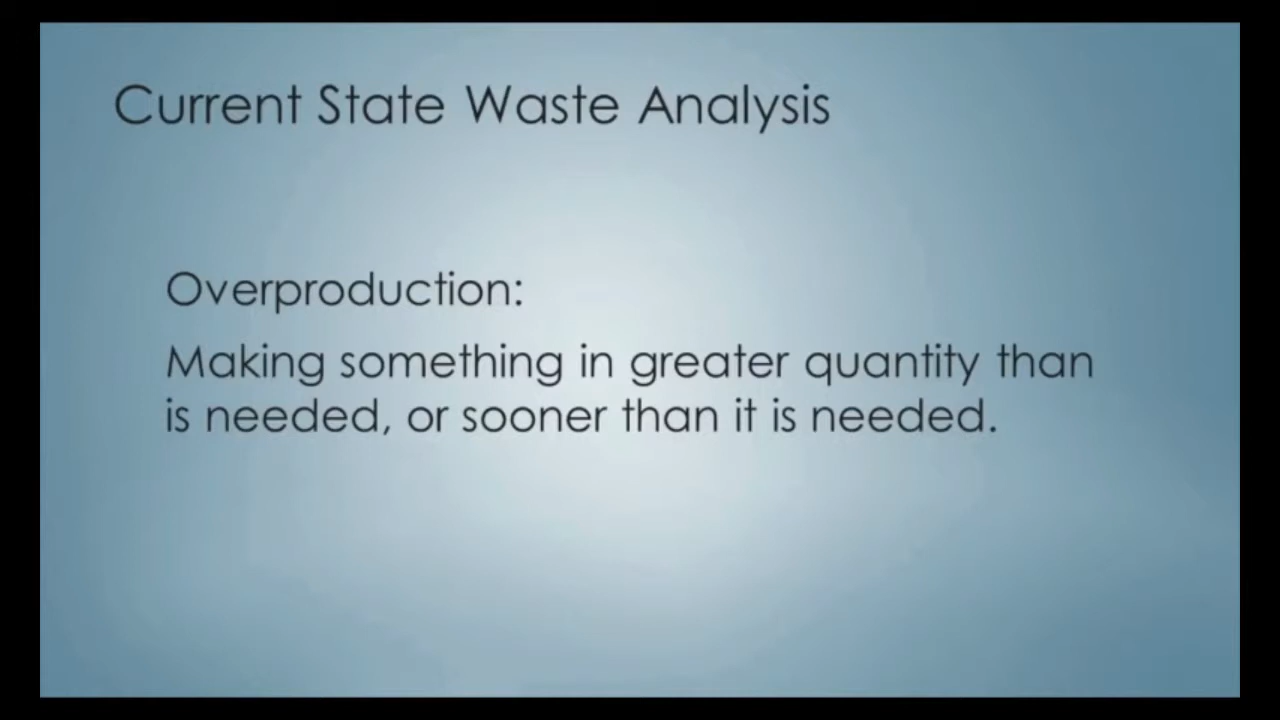 Current State Waste Analysis
Overproduction:
Making something in greater quantity than
is needed, or sooner than it is needed.